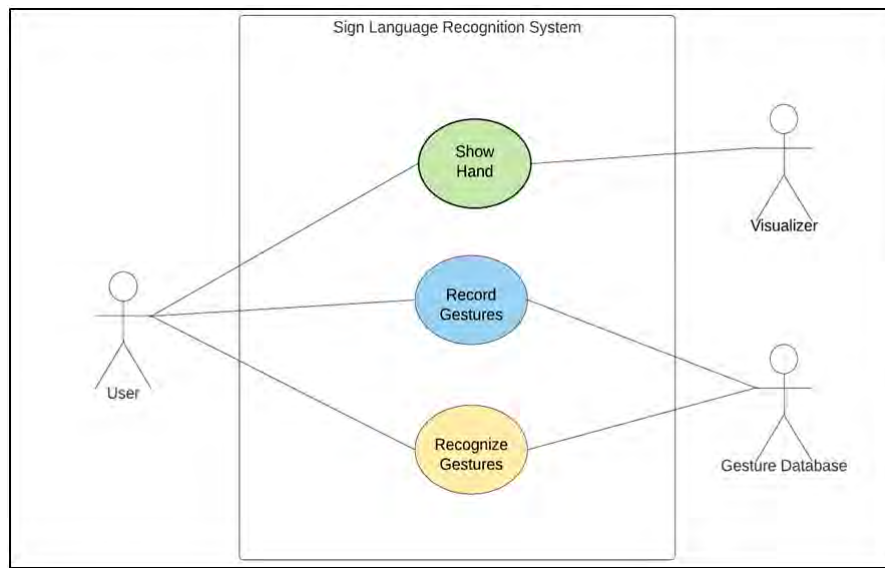 Sign Language Recognition System
Show
Hand
Visualizer
Record
Gestures
User
Recognize
Gestures
Gesture Database